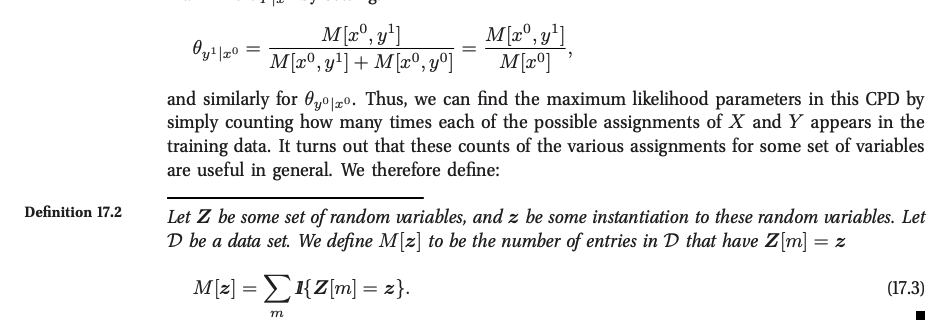 θ_{y^1|x^0} = M[x^0, y^1] / (M[x^0, y^1] + M[x^0, y^0]) = M[x^0, y^1] / M[x^0],
and similarly for θ_{y^0|x^0}. Thus, we can find the maximum likelihood parameters in this CPD by
simply counting how many times each of the possible assignments of X and Y appears in the
training data. It turns out that these counts of the various assignments for some set of variables
are useful in general. We therefore define:
Definition 17.2
Let Z be some set of random variables, and z be some instantiation to these random variables. Let
D be a data set. We define M[z] to be the number of entries in D that have Z[m] = z
M[z] = ∑_m 1{Z[m] = z}. (17.3)